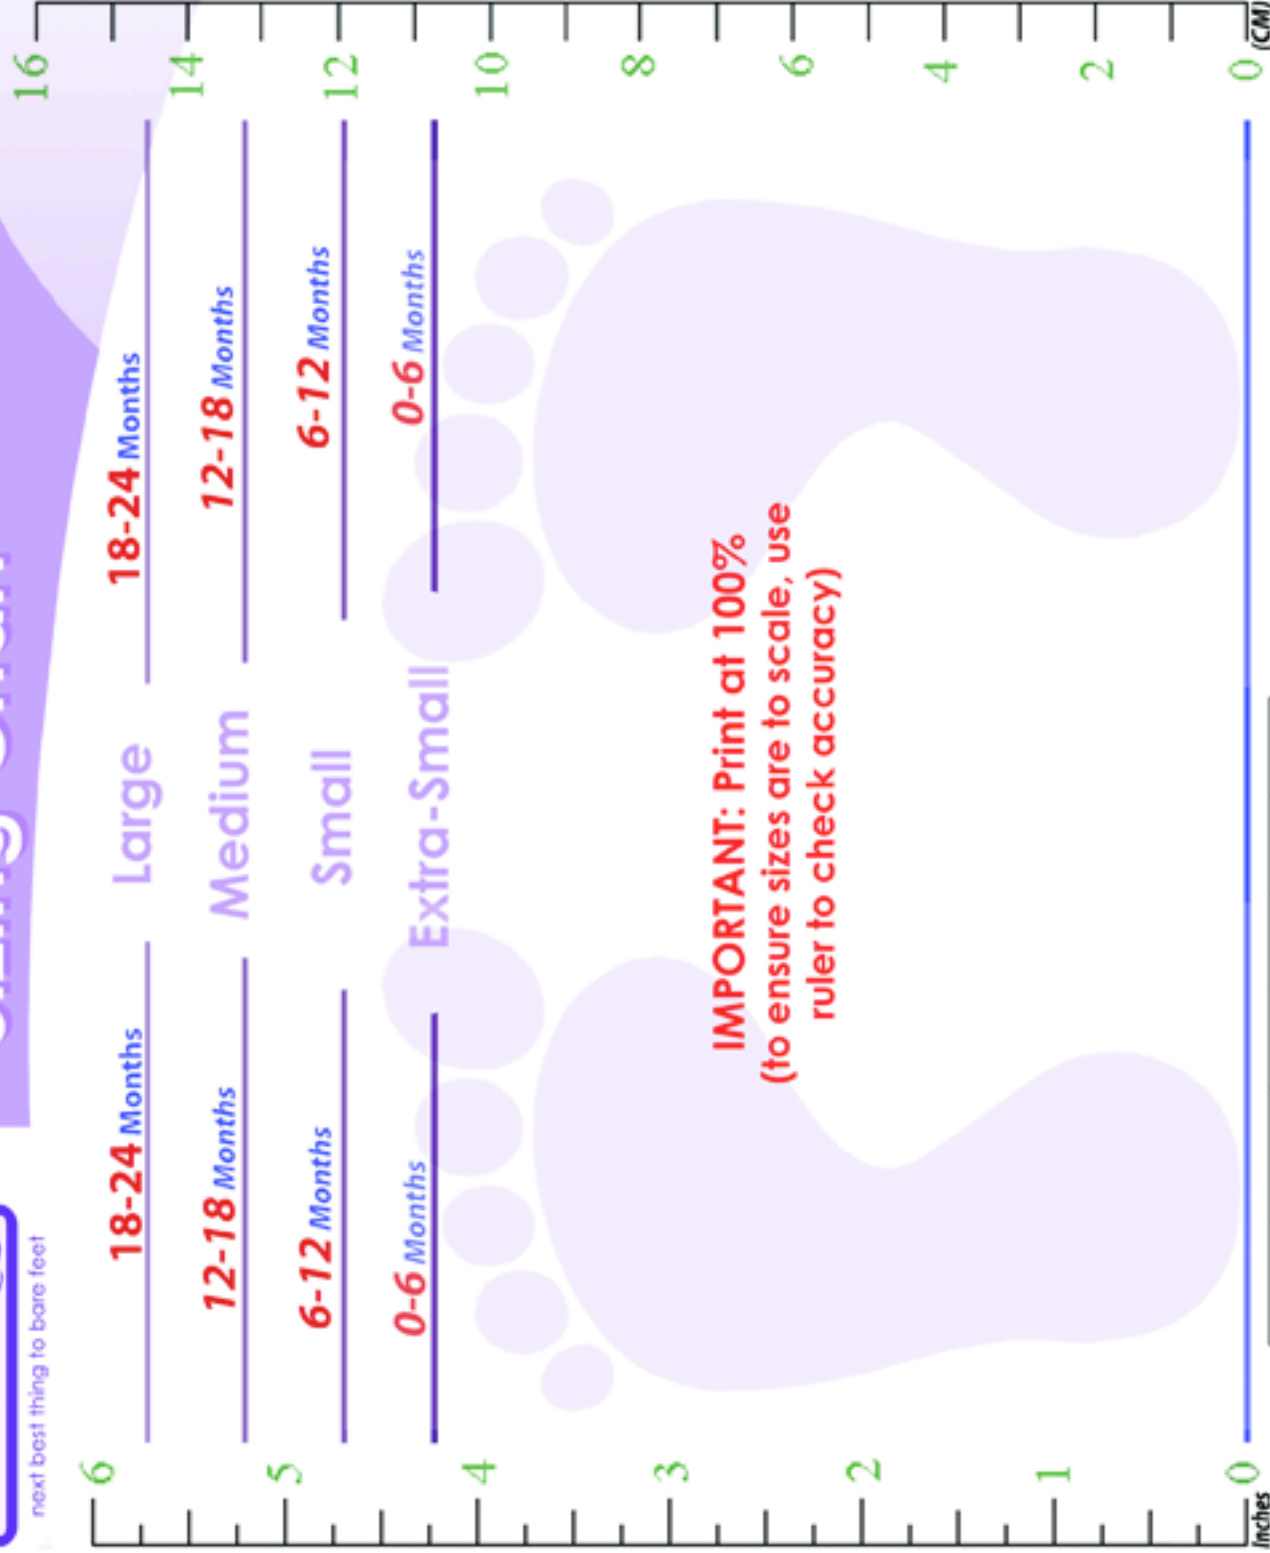 Sizing Chart
next best thing to bare feet
6
5
4
3
2
1
0
Inches
16
14
12
10
8
6
4
2
0
(CM)
18-24 Months Large 18-24 Months
12-18 Months Medium 12-18 Months
6-12 Months Small 6-12 Months
0-6 Months Extra-Small 0-6 Months
IMPORTANT: Print at 100%
(to ensure sizes are to scale, use
ruler to check accuracy)